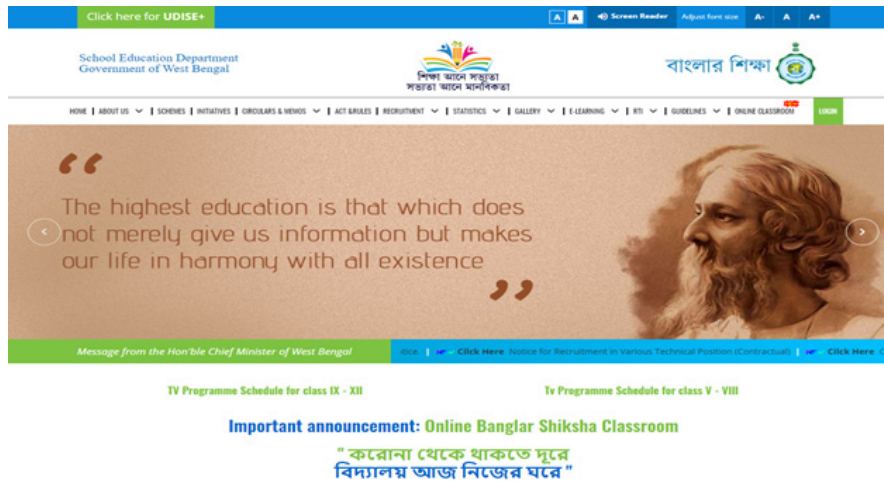 Click here for UDISE+
A A Screen Reader Adjust font size A- A A+
School Education Department
Government of West Bengal
শিক্ষা আনে সভ্যতা
সভ্যতা আনে মানবিকতা
বাংলার শিক্ষা
HOME | ABOUT US | SCHEMES | INITIATIVES | CIRCULARS & MEMOS | ACT &RULES | RECRUITMENT | STATISTICS | GALLERY | E-LEARNING | RTI | GUIDELINES | ONLINE CLASSROOM
LOGIN
“
The highest education is that which does
not merely give us information but makes
our life in harmony with all existence
”
Message from the Hon'ble Chief Minister of West Bengal
| Click Here Notice for Recruitment in Various Technical Position (Contractual) | Click Here
TV Programme Schedule for class IX - XII
Tv Programme Schedule for class V - VIII
Important announcement: Online Banglar Shiksha Classroom
" করোনা থেকে থাকতে দূরে
বিদ্যালয় আজ নিজের ঘরে "